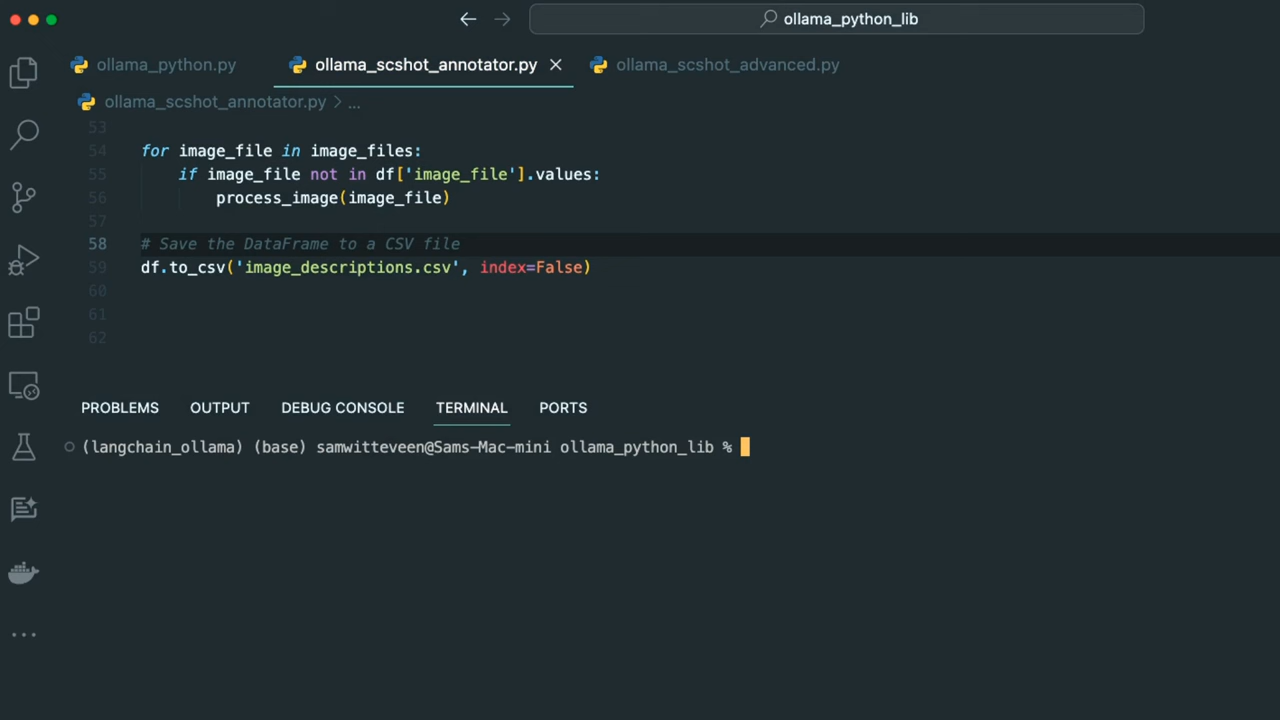 ollama_python_lib
ollama_python.py
ollama_scshot_annotator.py
ollama_scshot_advanced.py
ollama_scshot_annotator.py > ...
53
54 for image_file in image_files:
55 if image_file not in df['image_file'].values:
56 process_image(image_file)
57
58 # Save the DataFrame to a CSV file
59 df.to_csv('image_descriptions.csv', index=False)
60
61
62
PROBLEMS OUTPUT DEBUG CONSOLE TERMINAL PORTS
(langchain_ollama) (base) samwitteveen@Sams-Mac-mini ollama_python_lib %